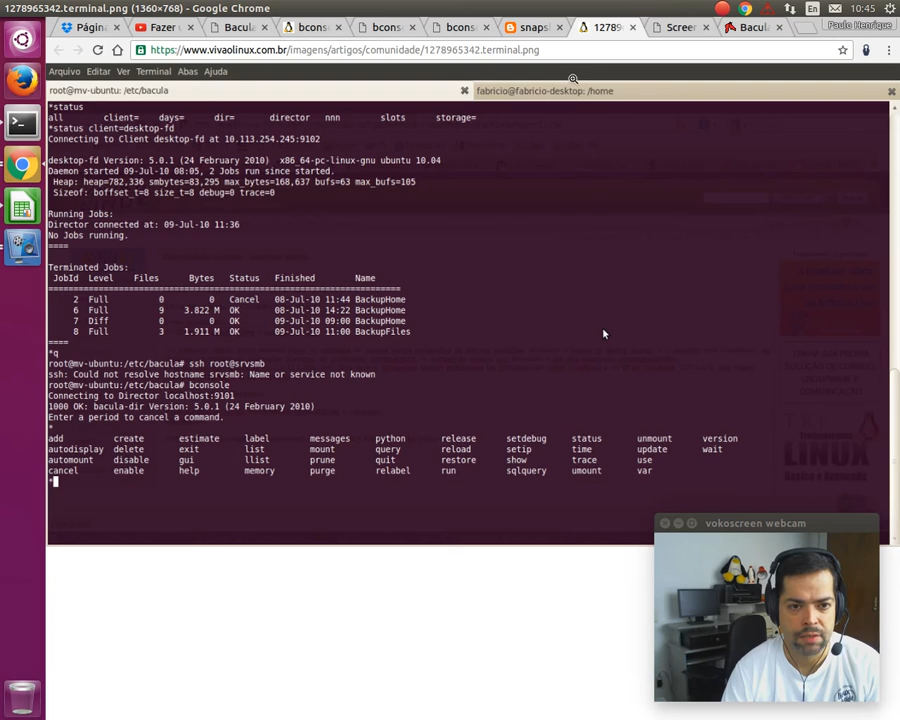 1278965342.terminal.png (1360×768) - Google Chrome
10:45
Página
Fazer
Bacula
bcons
bcons
bcons
snaps
1278
Screen
Bacula
Paulo Henrique
https://www.vivaolinux.com.br/imagens/artigos/comunidade/1278965342.terminal.png
Arquivo Editar Ver Terminal Abas Ajuda
root@mv-ubuntu: /etc/bacula
fabricio@fabricio-desktop: /home
*status
all client= days= dir= director nnn slots storage=
*status client=desktop-fd
Connecting to Client desktop-fd at 10.113.254.245:9102
desktop-fd Version: 5.0.1 (24 February 2010) x86_64-pc-linux-gnu ubuntu 10.04
Daemon started 09-Jul-10 08:05, 2 Jobs run since started.
Heap: heap=782,336 smbytes=83,295 max_bytes=168,637 bufs=63 max_bufs=105
Sizeof: boffset_t=8 size_t=8 debug=0 trace=0
Running Jobs:
Director connected at: 09-Jul-10 11:36
No Jobs running.
====
Terminated Jobs:
JobId Level Files Bytes Status Finished Name
======================================================================
2 Full 0 0 Cancel 08-Jul-10 11:44 BackupHome
6 Full 9 3.822 M OK 08-Jul-10 14:22 BackupHome
7 Diff 0 0 OK 09-Jul-10 09:00 BackupHome
8 Full 3 1.911 M OK 09-Jul-10 11:00 BackupFiles
====
*q
root@mv-ubuntu:/etc/bacula# ssh root@srvsmb
ssh: Could not resolve hostname srvsmb: Name or service not known
root@mv-ubuntu:/etc/bacula# bconsole
Connecting to Director localhost:9101
1000 OK: bacula-dir Version: 5.0.1 (24 February 2010)
Enter a period to cancel a command.
*
add create estimate label messages python release setdebug status unmount version
autodisplay delete exit list mount query reload setip time update wait
automount disable gui llist prune quit restore show trace use
cancel enable help memory purge relabel run sqlquery umount var
*
vokoscreen webcam